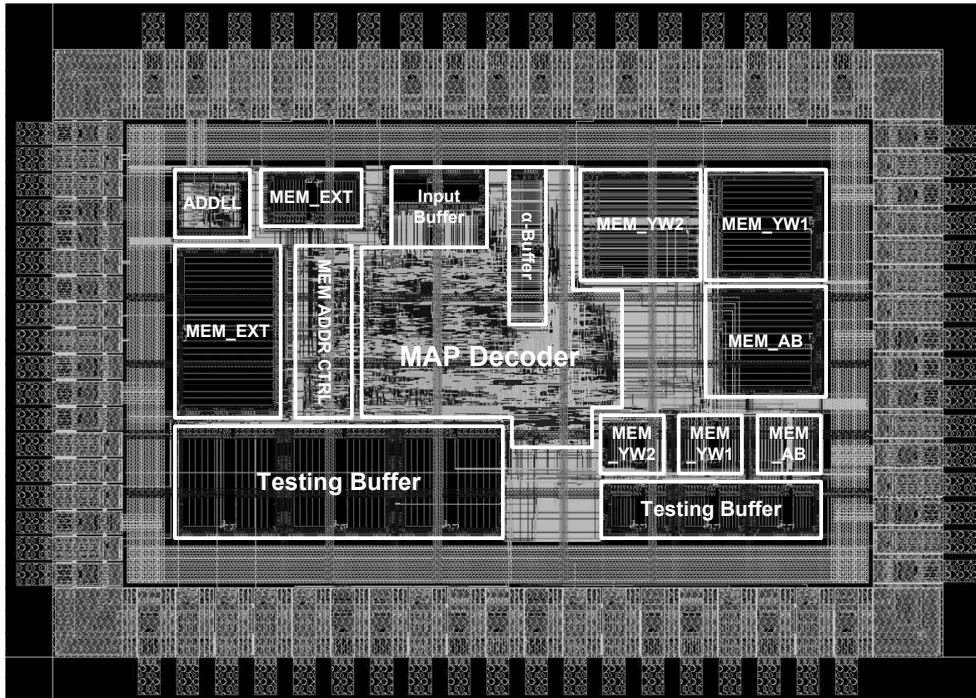 ADDLL
MEM_EXT
Input
Buffer
α-Buffer
MEM_YW2
MEM_YW1
MEM_EXT
MEM ADDR CTRL
MAP Decoder
MEM_AB
MEM
_YW2
MEM
_YW1
MEM
_AB
Testing Buffer
Testing Buffer